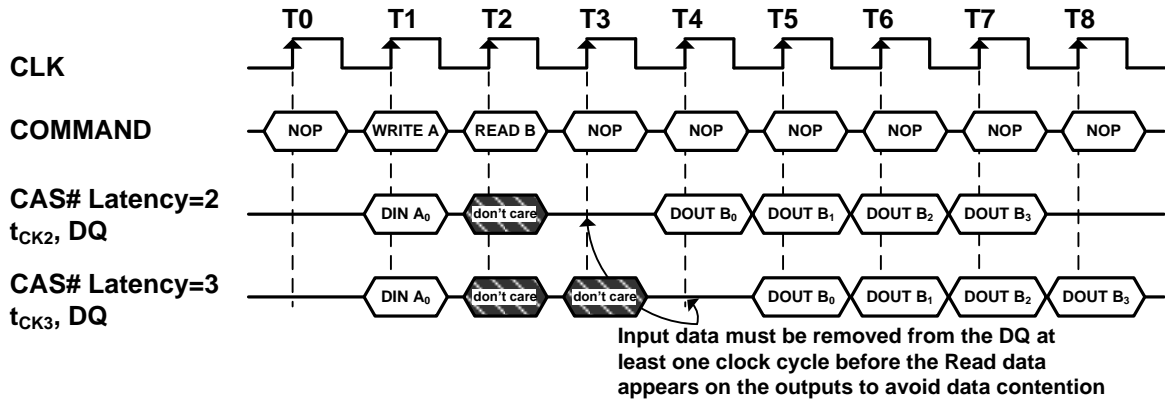 T0 T1 T2 T3 T4 T5 T6 T7 T8
CLK
COMMAND NOP WRITE A READ B NOP NOP NOP NOP NOP NOP
CAS# Latency=2
tCK2, DQ DIN A0 don't care DOUT B0 DOUT B1 DOUT B2 DOUT B3
CAS# Latency=3
tCK3, DQ DIN A0 don't care don't care DOUT B0 DOUT B1 DOUT B2 DOUT B3
Input data must be removed from the DQ at
least one clock cycle before the Read data
appears on the outputs to avoid data contention